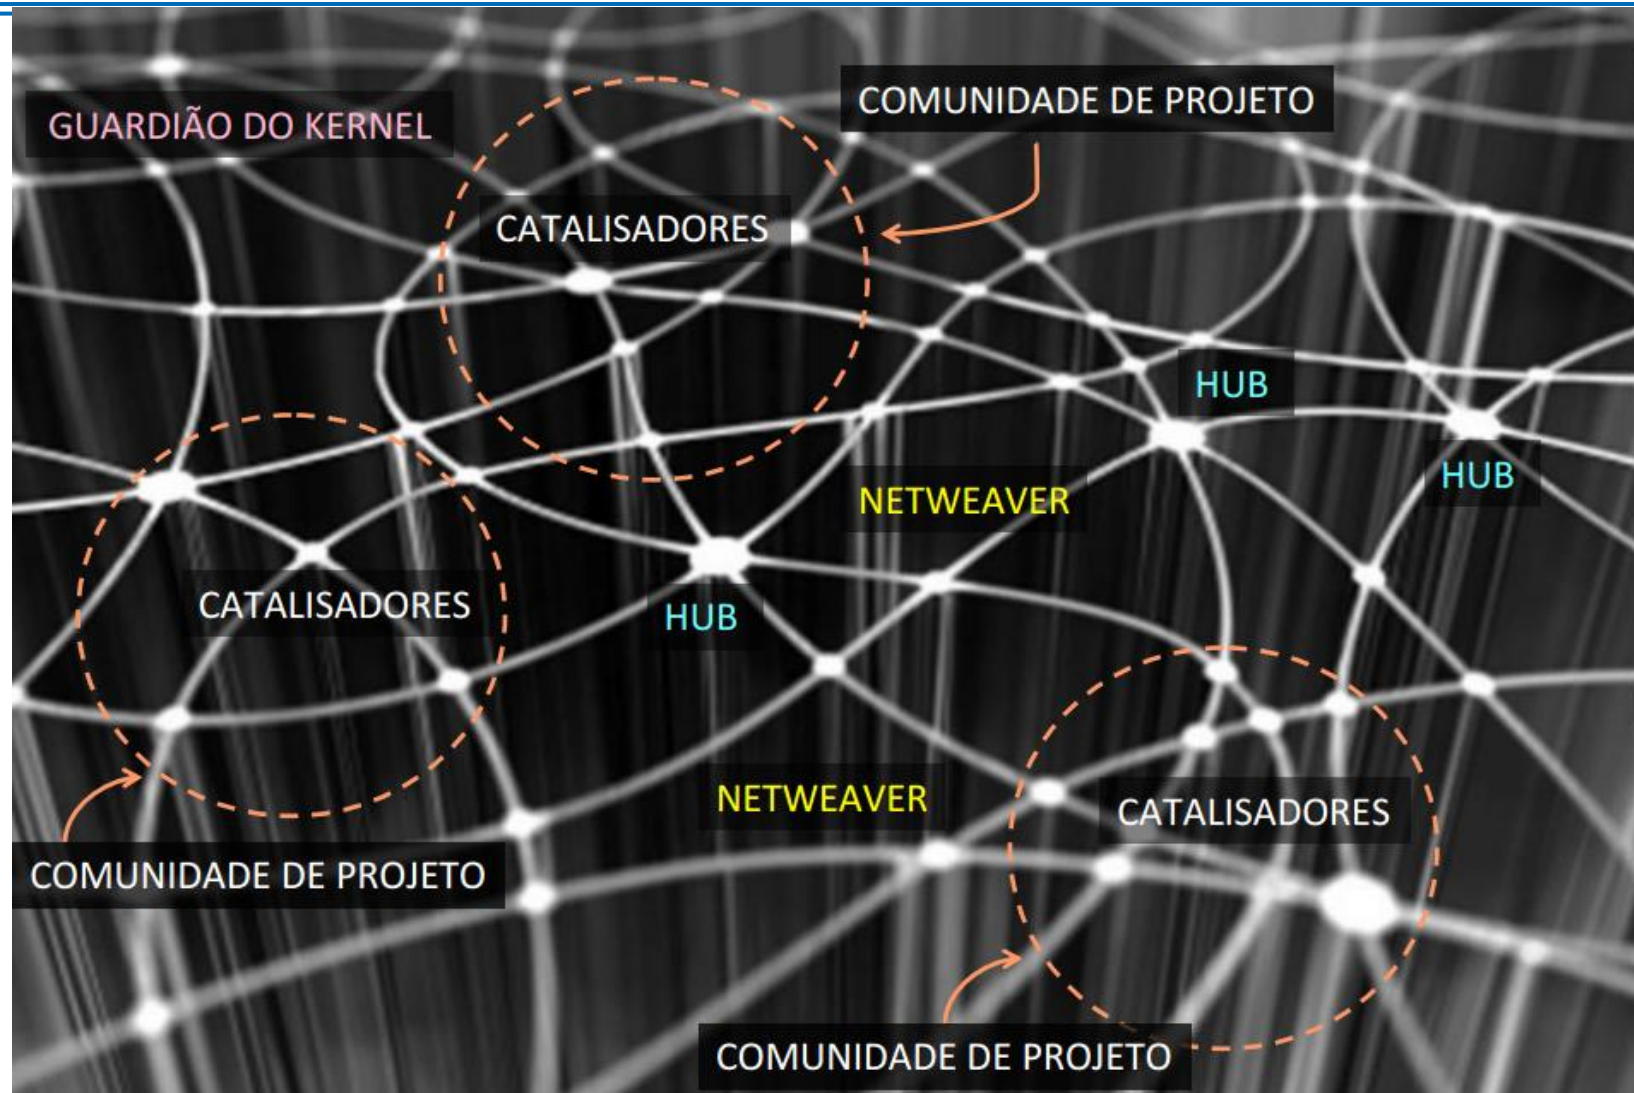 COMUNIDADE DE PROJETO
GUARDIÃO DO KERNEL
CATALISADORES
HUB
HUB
NETWEAVER
CATALISADORES
HUB
NETWEAVER
CATALISADORES
COMUNIDADE DE PROJETO
COMUNIDADE DE PROJETO